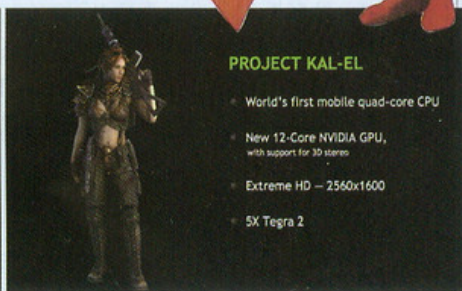 PROJECT KAL-EL
World's first mobile quad-core CPU
New 12-Core NVIDIA GPU,
with support for 3D stereo
Extreme HD — 2560x1600
5X Tegra 2